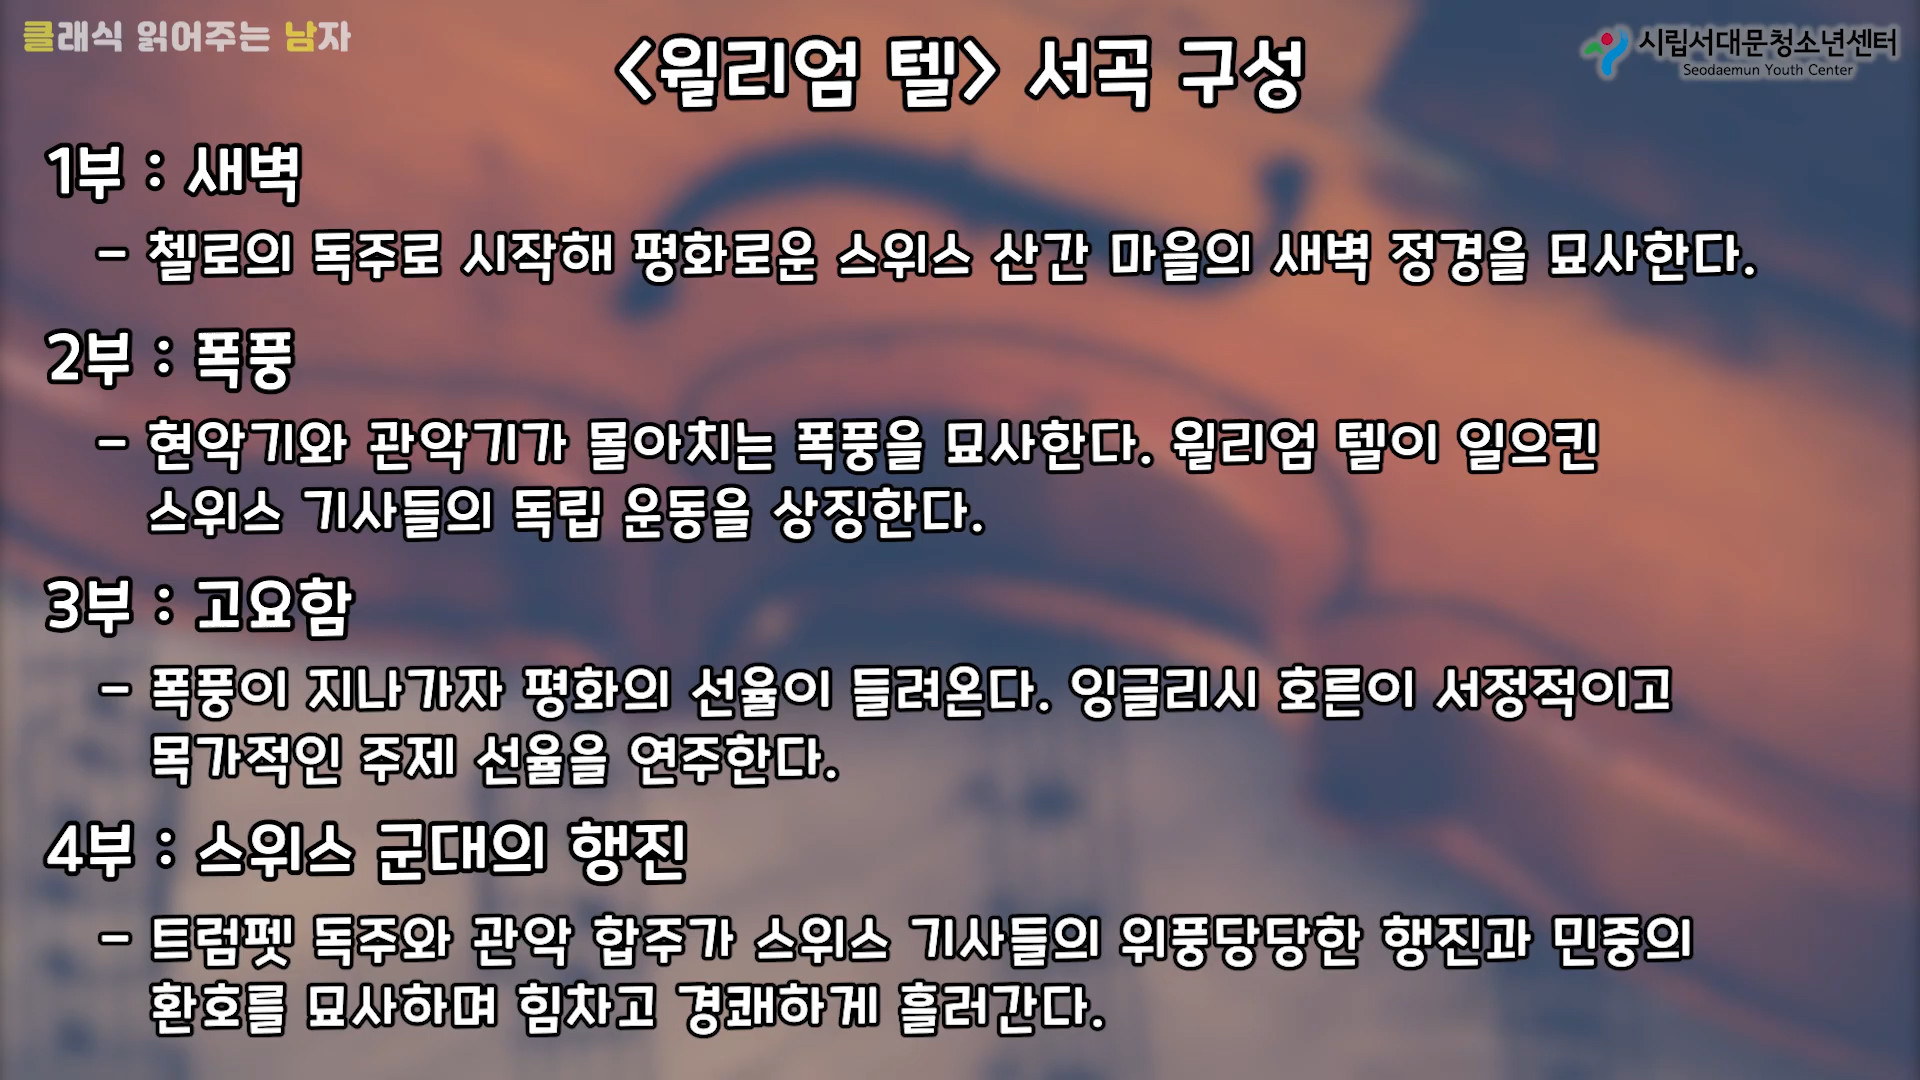 클래식 읽어주는 남자
시립서대문청소년센터
Seodaemun Youth Center
<윌리엄 텔> 서곡 구성
1부 : 새벽
- 첼로의 독주로 시작해 평화로운 스위스 산간 마을의 새벽 정경을 묘사한다.
2부 : 폭풍
- 현악기와 관악기가 몰아치는 폭풍을 묘사한다. 윌리엄 텔이 일으킨
스위스 기사들의 독립 운동을 상징한다.
3부 : 고요함
- 폭풍이 지나가자 평화의 선율이 들려온다. 잉글리시 호른이 서정적이고
목가적인 주제 선율을 연주한다.
4부 : 스위스 군대의 행진
- 트럼펫 독주와 관악 합주가 스위스 기사들의 위풍당당한 행진과 민중의
환호를 묘사하며 힘차고 경쾌하게 흘러간다.